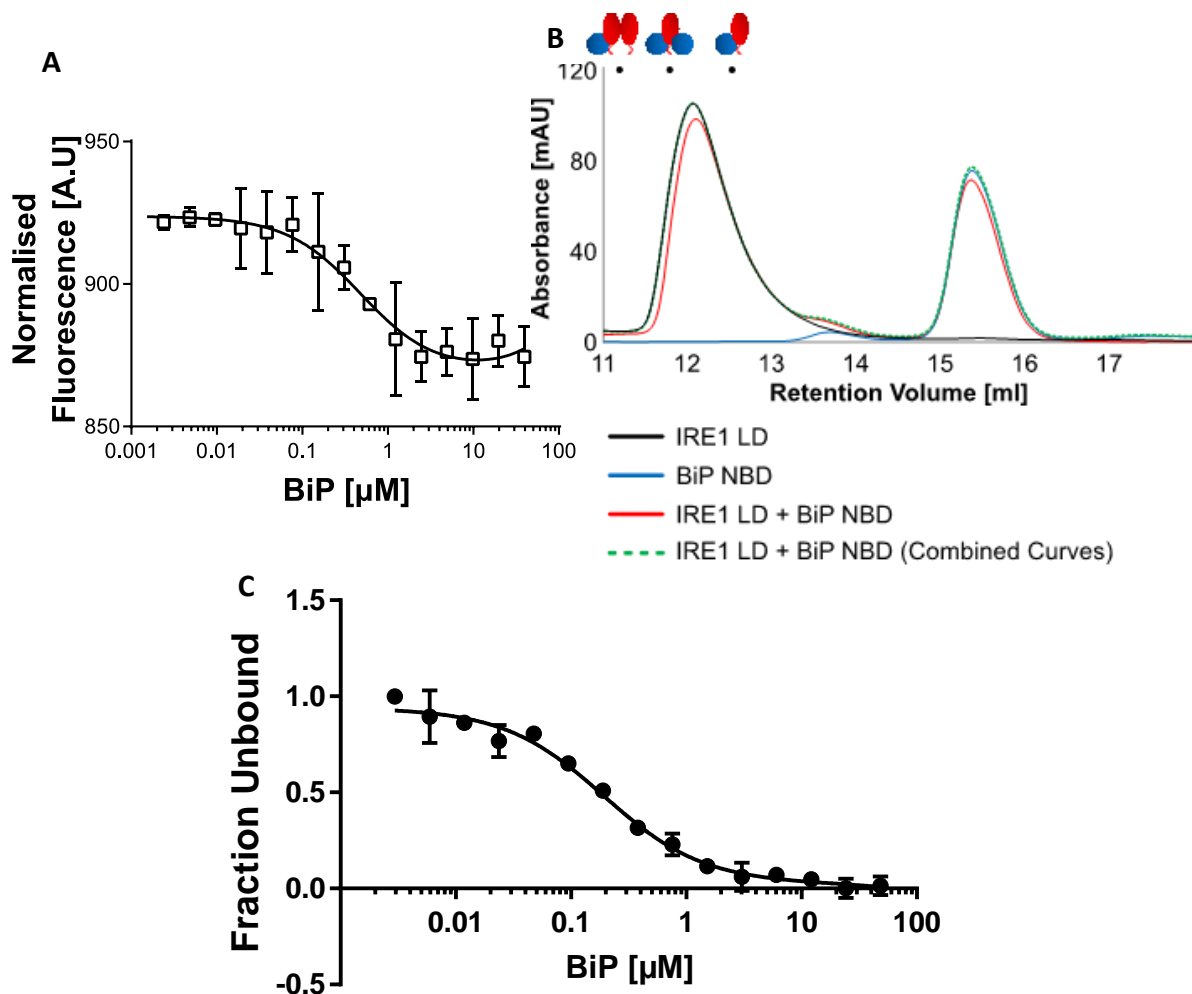 A
950
900
850
Normalised
Fluorescence [A.U]
0.001 0.01 0.1 1 10 100
BiP [µM]
B
120
80
40
0
Absorbance [mAU]
11 12 13 14 15 16 17
Retention Volume [ml]
IRE1 LD
BiP NBD
IRE1 LD + BiP NBD
IRE1 LD + BiP NBD (Combined Curves)
C
1.5
1.0
0.5
0.0
-0.5
Fraction Unbound
0.01 0.1 1 10 100
BiP [µM]